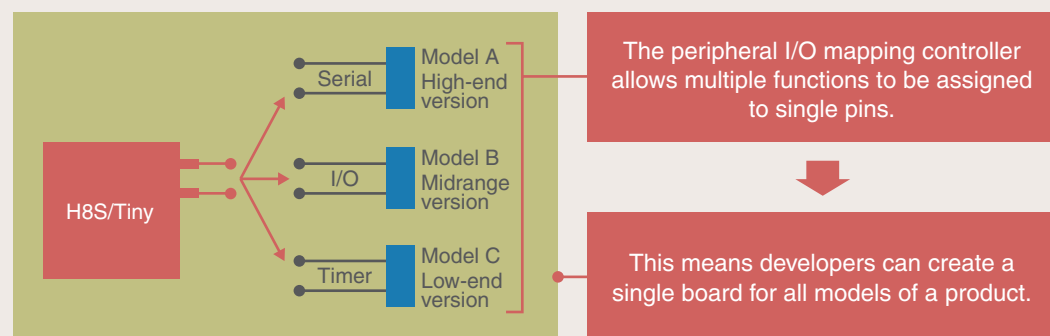 H8S/Tiny
Serial
Model A
High-end
version
I/O
Model B
Midrange
version
Timer
Model C
Low-end
version
The peripheral I/O mapping controller
allows multiple functions to be assigned
to single pins.
This means developers can create a
single board for all models of a product.